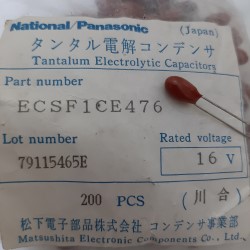 National/Panasonic (Japan)
タンタル電解コンデンサ
Tantalum Electrolytic Capacitors
Part number
ECSF1CE476
Lot number Rated voltage
79115465E 16 V
200 PCS (川合)
松下電子部品株式会社 コンデンサ事業部
Matsushita Electronic Components Co., Ltd.